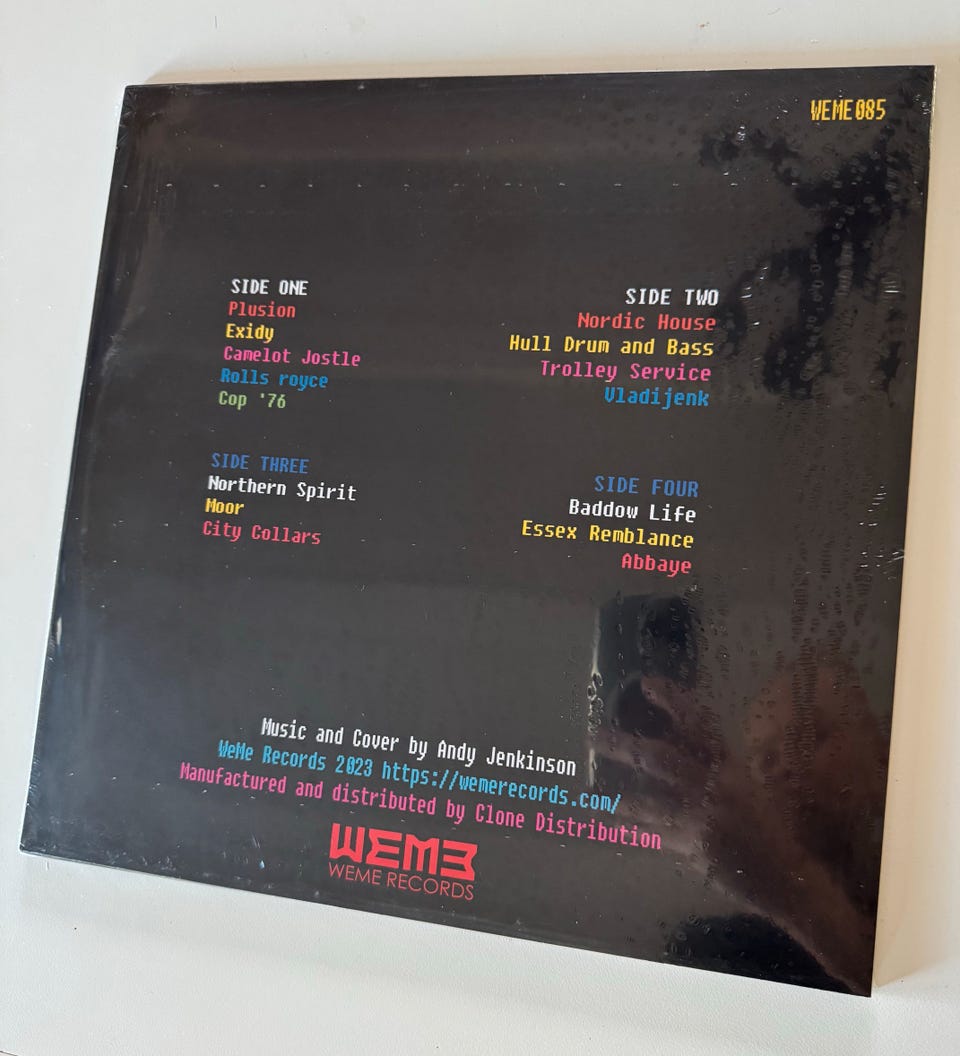 WEME085
SIDE ONE
Plusion
Exidy
Camelot Jostle
Rolls royce
Cop '76
SIDE TWO
Nordic House
Hull Drum and Bass
Trolley Service
Vladijenk
SIDE THREE
Northern Spirit
Moor
City Collars
SIDE FOUR
Baddow Life
Essex Remblance
Abbaye
Music and Cover by Andy Jenkinson
WeMe Records 2023 https://wemerecords.com/
Manufactured and distributed by Clone Distribution
WEME
WEME RECORDS